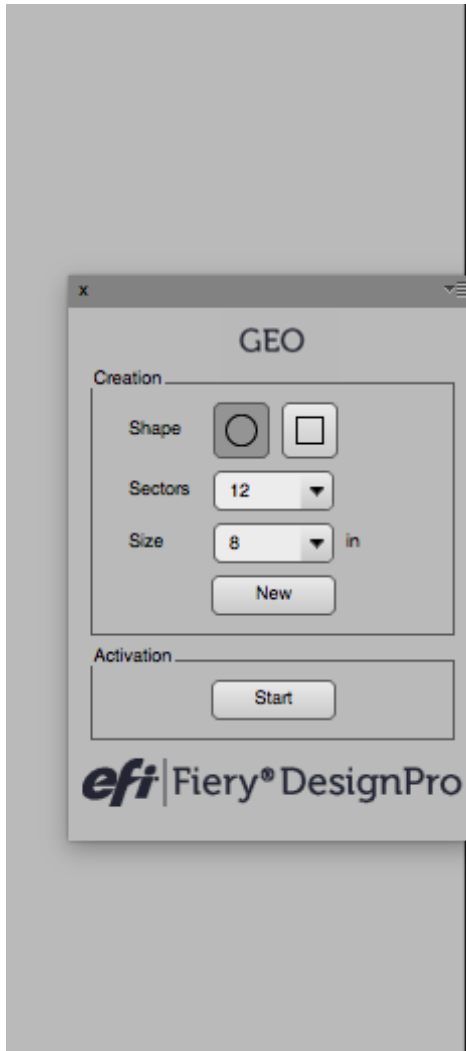 x
GEO
Creation
Shape
Sectors 12
Size 8 in
New
Activation
Start
efi Fiery® DesignPro